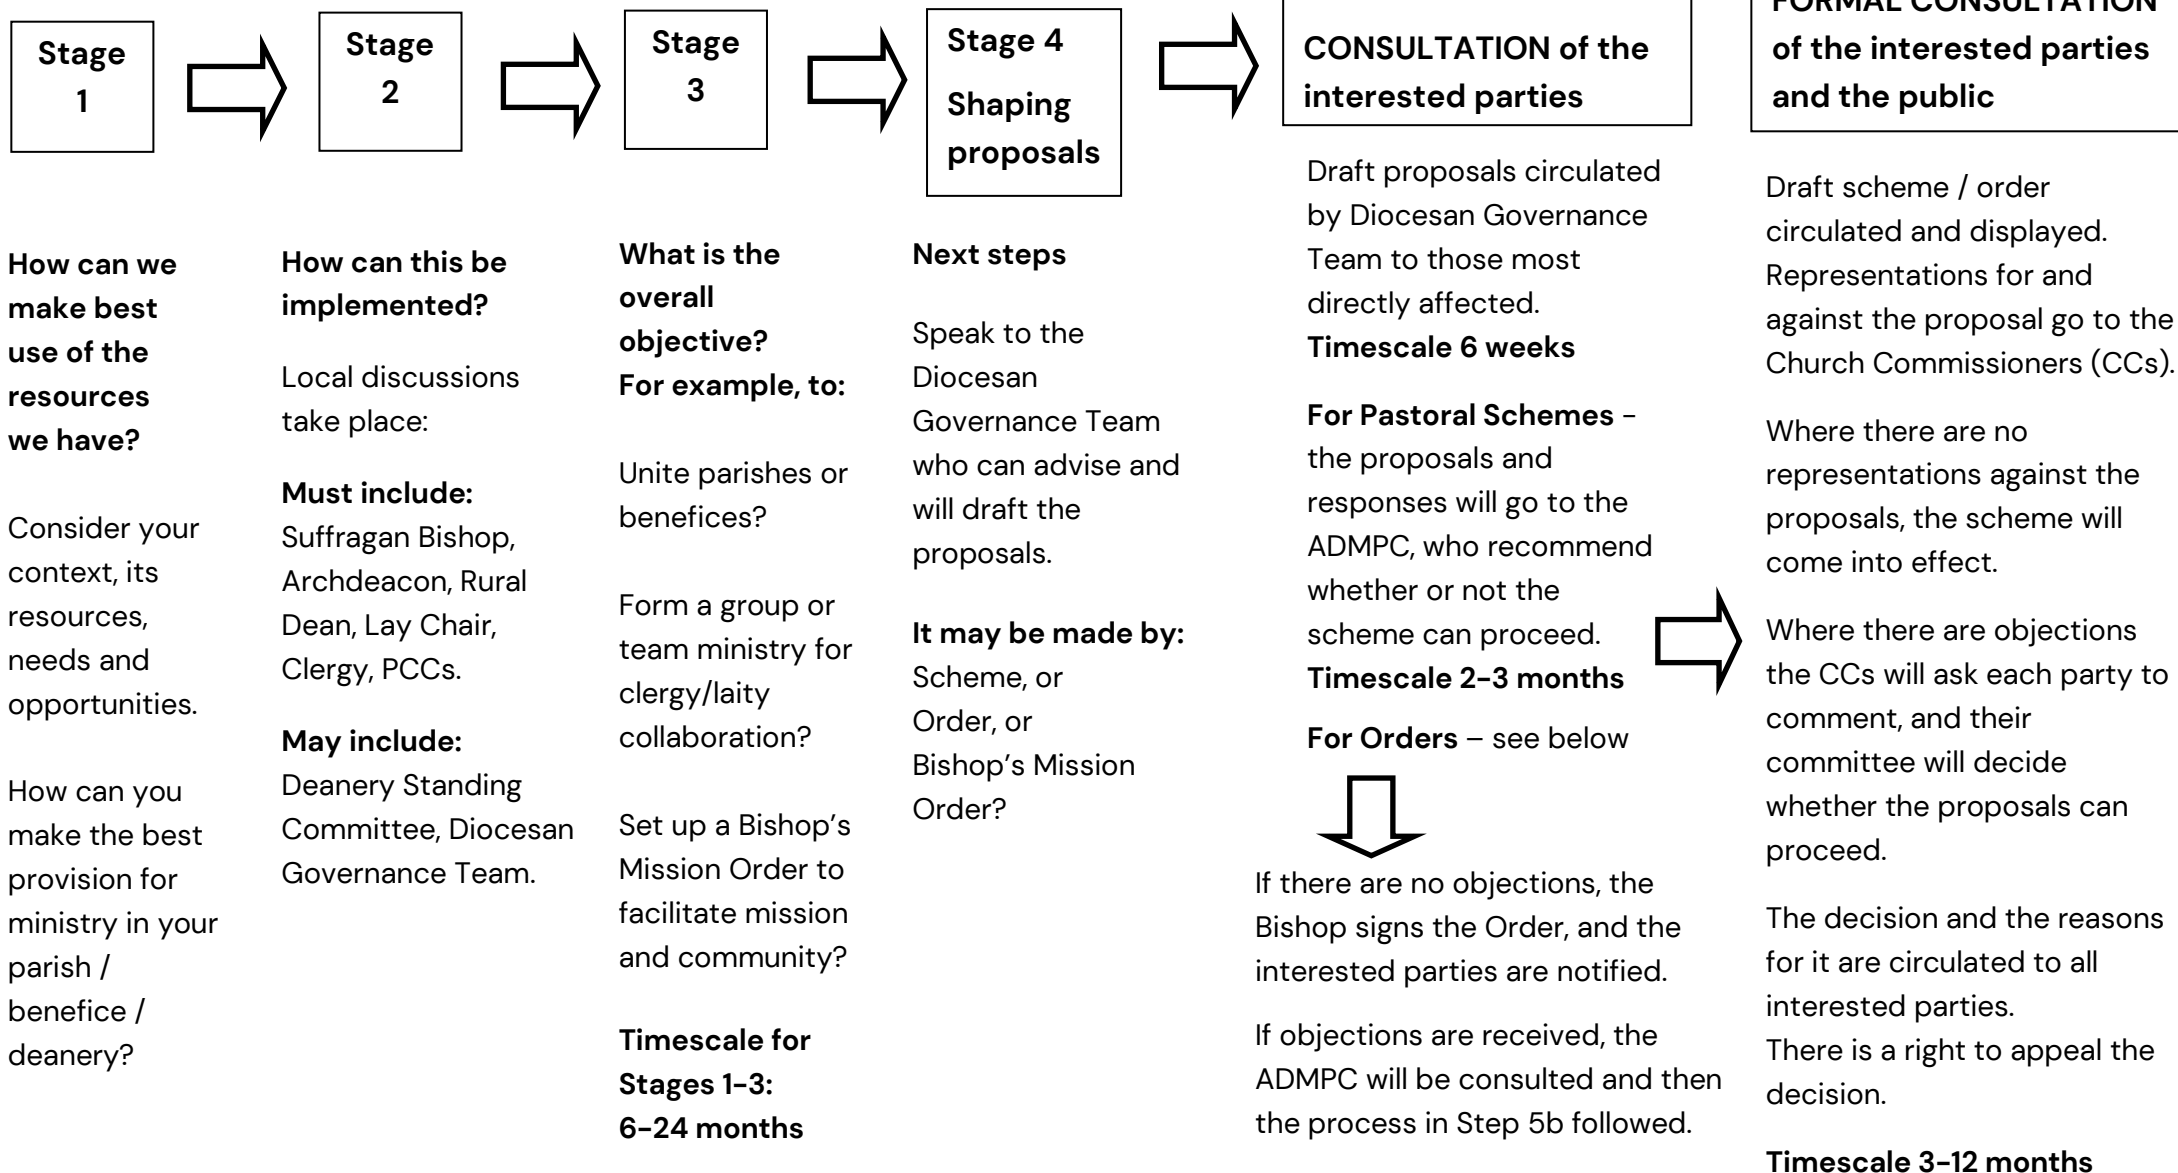 Stage
1
Stage
2
Stage
3
Stage 4
Shaping
proposals
CONSULTATION of the
interested parties
FORMAL CONSULTATION
of the interested parties
and the public
How can we
make best
use of the
resources
we have?
Consider your
context, its
resources,
needs and
opportunities.
How can you
make the best
provision for
ministry in your
parish /
benefice /
deanery?
How can this be
implemented?
Local discussions
take place:
Must include:
Suffragan Bishop,
Archdeacon, Rural
Dean, Lay Chair,
Clergy, PCCs.
May include:
Deanery Standing
Committee, Diocesan
Governance Team.
What is the
overall
objective?
For example, to:
Unite parishes or
benefices?
Form a group or
team ministry for
clergy/laity
collaboration?
Set up a Bishop's
Mission Order to
facilitate mission
and community?
Timescale for
Stages 1-3:
6-24 months
Next steps
Speak to the
Diocesan
Governance Team
who can advise and
will draft the
proposals.
It may be made by:
Scheme, or
Order, or
Bishop's Mission
Order?
Draft proposals circulated
by Diocesan Governance
Team to those most
directly affected.
Timescale 6 weeks
For Pastoral Schemes -
the proposals and
responses will go to the
ADMPC, who recommend
whether or not the
scheme can proceed.
Timescale 2-3 months
For Orders – see below
If there are no objections, the
Bishop signs the Order, and the
interested parties are notified.
If objections are received, the
ADMPC will be consulted and then
the process in Step 5b followed.
Draft scheme / order
circulated and displayed.
Representations for and
against the proposal go to the
Church Commissioners (CCs).
Where there are no
representations against the
proposals, the scheme will
come into effect.
Where there are objections
the CCs will ask each party to
comment, and their
committee will decide
whether the proposals can
proceed.
The decision and the reasons
for it are circulated to all
interested parties.
There is a right to appeal the
decision.
Timescale 3-12 months